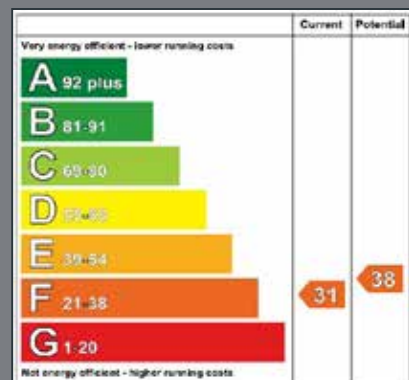 Current Potential
Very energy efficient - lower running costs
A 92 plus
B 81-91
C 69-80
D
E 39-54
F 21-38
G 1-20
31
38
Not energy efficient - higher running costs